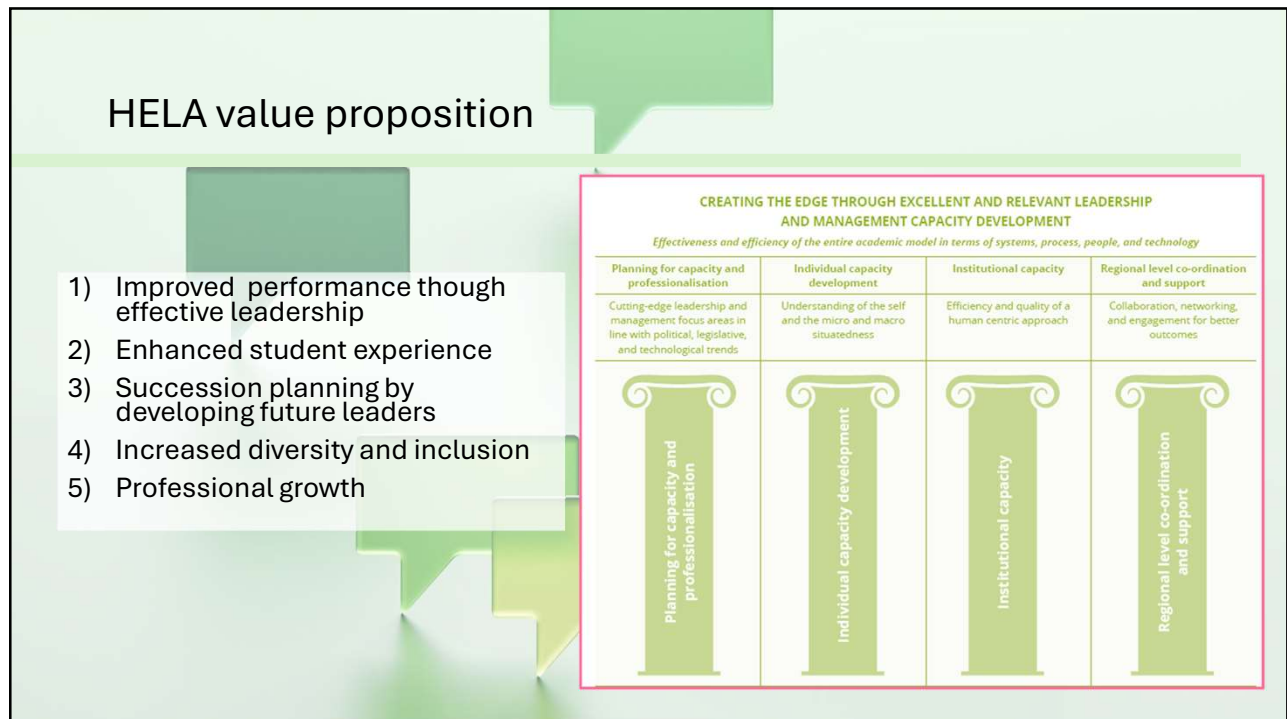 HELA value proposition
1) Improved performance though
effective leadership
2) Enhanced student experience
3) Succession planning by
developing future leaders
4) Increased diversity and inclusion
5) Professional growth
CREATING THE EDGE THROUGH EXCELLENT AND RELEVANT LEADERSHIP
AND MANAGEMENT CAPACITY DEVELOPMENT
Effectiveness and efficiency of the entire academic model in terms of systems, process, people, and technology
Planning for capacity and
professionalisation
Cutting-edge leadership and
management focus areas in
line with political, legislative,
and technological trends
Planning for capacity and
professionalisation
Individual capacity
development
Understanding of the self
and the micro and macro
situatedness
Individual capacity development
Institutional capacity
Efficiency and quality of a
human centric approach
Institutional capacity
Regional level co-ordination
and support
Collaboration, networking,
and engagement for better
outcomes
Regional level co-ordination
and support